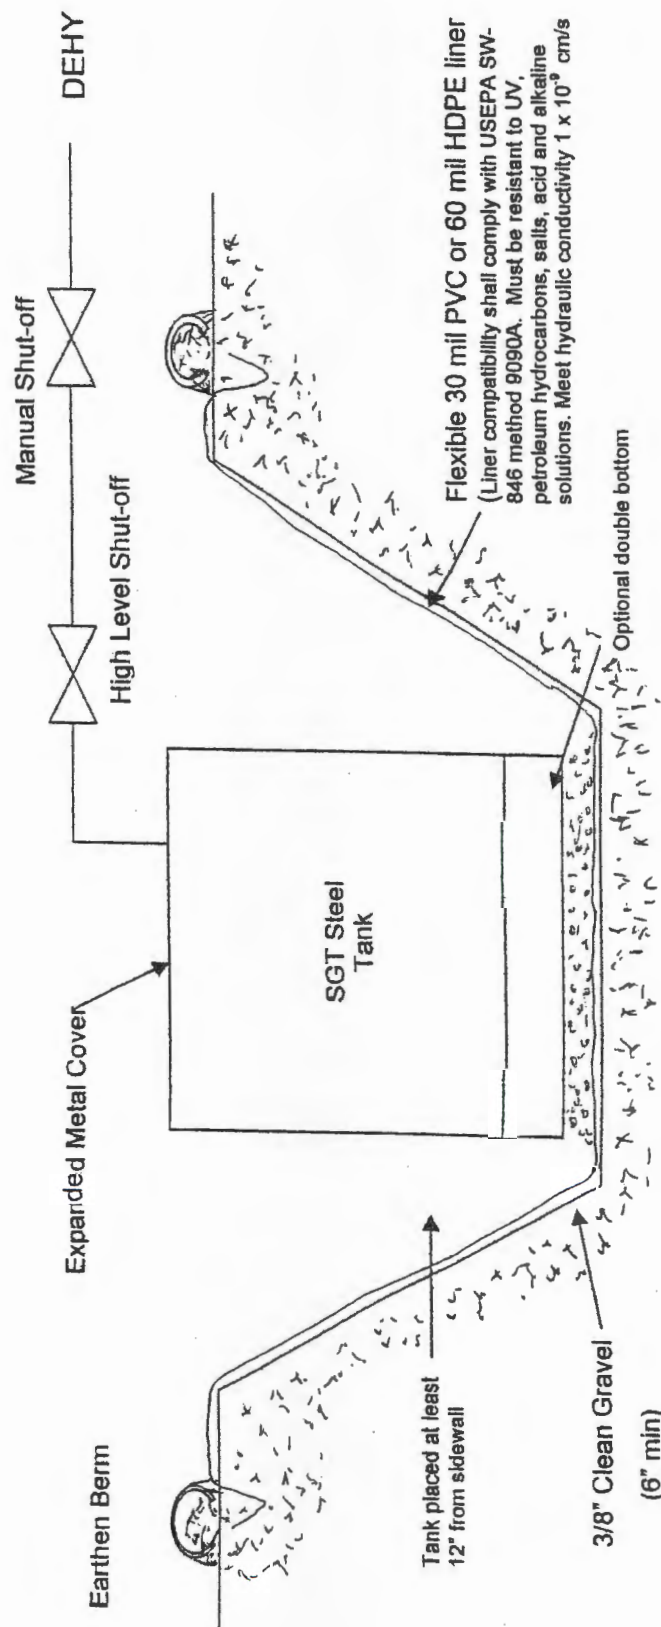 Manual Shut-off
DEHY
High Level Shut-off
Expanded Metal Cover
Earthen Berm
SGT Steel
Tank
Tank placed at least
12" from sidewall
3/8" Clean Gravel
(6" min)
Optional double bottom
Flexible 30 mil PVC or 60 mil HDPE liner
(Liner compatibility shall comply with USEPA SW-
846 method 9090A.  Must be resistant to UV,
petroleum hydrocarbons, salts, acid and alkaline
solutions. Meet hydraulic conductivity 1 x 10⁻⁹ cm/s